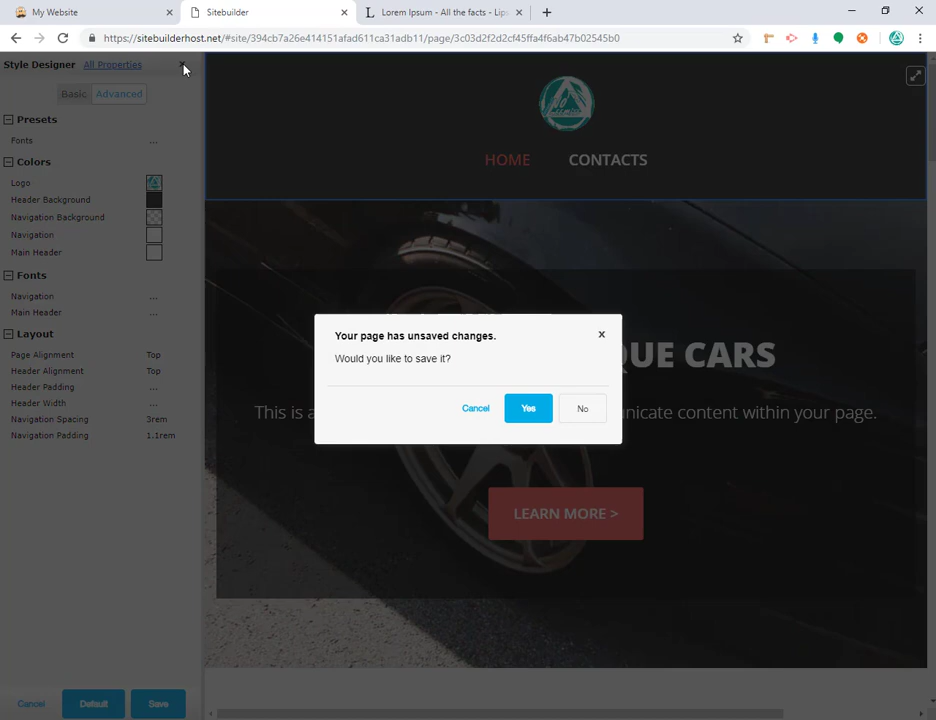 My Website
Sitebuilder
Lorem Ipsum - All the facts - Lips
https://sitebuilderhost.net/#site/394cb7a26e414151afad611ca31adb11/page/3c03d2f2d2cf45ffa4f6ab47b02545b0
Style Designer All Properties x
Basic Advanced
Presets
Fonts ...
Colors
Logo
Header Background
Navigation Background
Navigation
Main Header
Fonts
Navigation ...
Main Header ...
Layout
Page Alignment Top
Header Alignment Top
Header Padding ...
Header Width ...
Navigation Spacing 3rem
Navigation Padding 1.1rem
Cancel Default Save
HOME CONTACTS
Your page has unsaved changes. x
Would you like to save it?
Cancel Yes No
QUE CARS
This is a
nicate content within your page.
LEARN MORE >